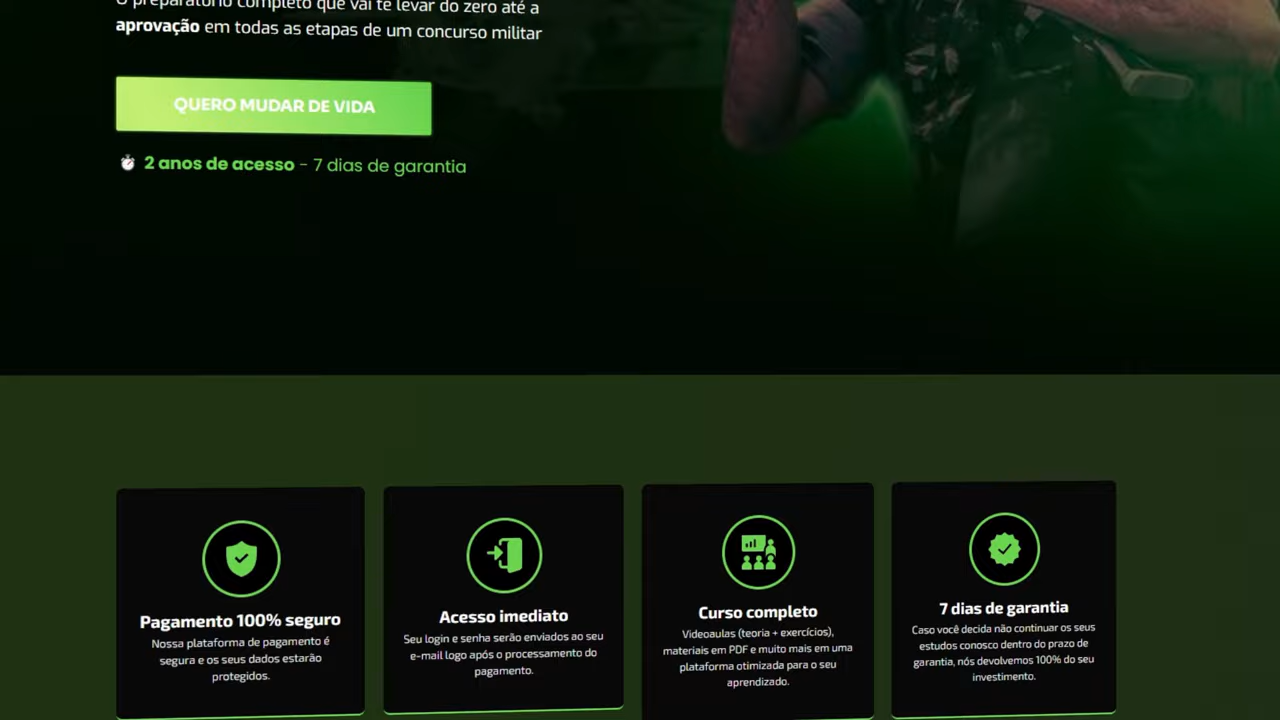 O preparatório completo que vai te levar do zero até a
aprovação em todas as etapas de um concurso militar
QUERO MUDAR DE VIDA
2 anos de acesso - 7 dias de garantia
Pagamento 100% seguro
Nossa plataforma de pagamento é
segura e os seus dados estarão
protegidos.
Acesso imediato
Seu login e senha serão enviados ao seu
e-mail logo após o processamento do
pagamento.
Curso completo
Videoaulas (teoria + exercícios),
materiais em PDF e muito mais em uma
plataforma otimizada para o seu
aprendizado.
7 dias de garantia
Caso você decida não continuar os seus
estudos conosco dentro do prazo de
garantia, nós devolvemos 100% do seu
investimento.